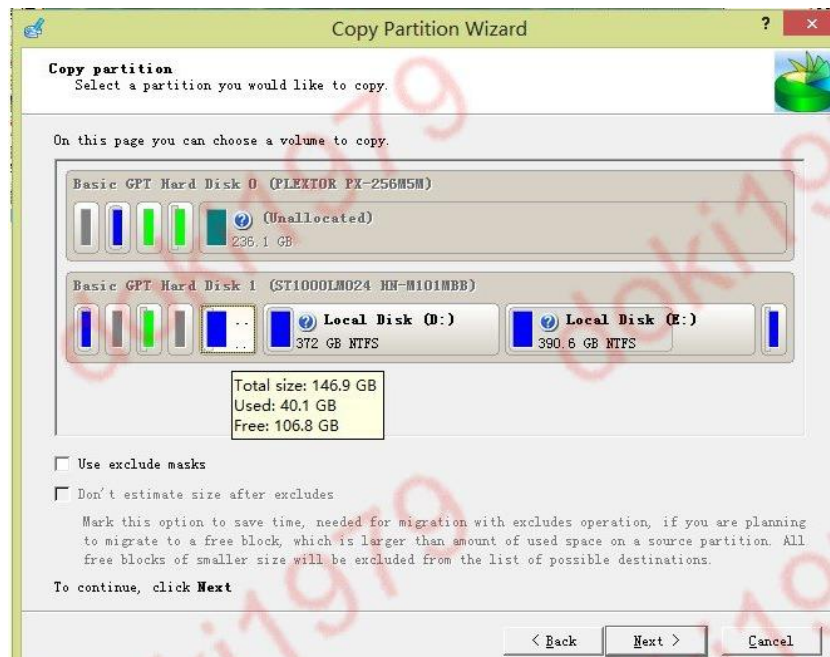 Copy Partition Wizard
?
×
Copy partition
Select a partition you would like to copy.
On this page you can choose a volume to copy.
Basic GPT Hard Disk 0 (PLEXTOR PX-256M5M)
(Unallocated)
236.1 GB
Basic GPT Hard Disk 1 (ST1000LM024 HN-M101MBB)
Local Disk (D:)
372 GB NTFS
Local Disk (E:)
390.6 GB NTFS
Total size: 146.9 GB
Used: 40.1 GB
Free: 106.8 GB
Use exclude masks
Don't estimate size after excludes
Mark this option to save time, needed for migration with excludes operation, if you are planning
to migrate to a free block, which is larger than amount of used space on a source partition. All
free blocks of smaller size will be excluded from the list of possible destinations.
To continue, click Next
< Back
Next >
Cancel
doki1979